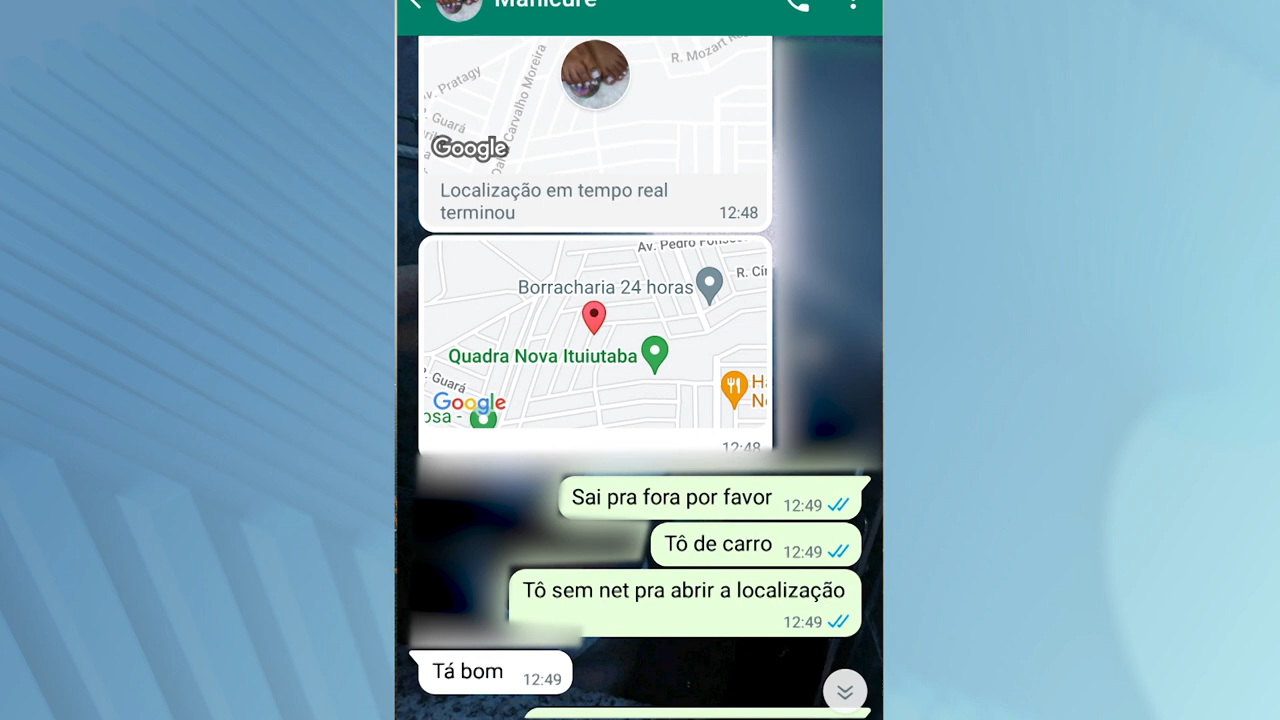 Manicure
R. Mozart
Av. Pratagy
Carvalho Moreira
Guará
Google
Localização em tempo real
terminou
12:48
Av. Pedro
R. Cír
Borracharia 24 horas
Quadra Nova Ituiutaba
Guará
Google
osa -
12:48
Sai pra fora por favor 12:49
Tô de carro 12:49
Tô sem net pra abrir a localização
12:49
Tá bom 12:49